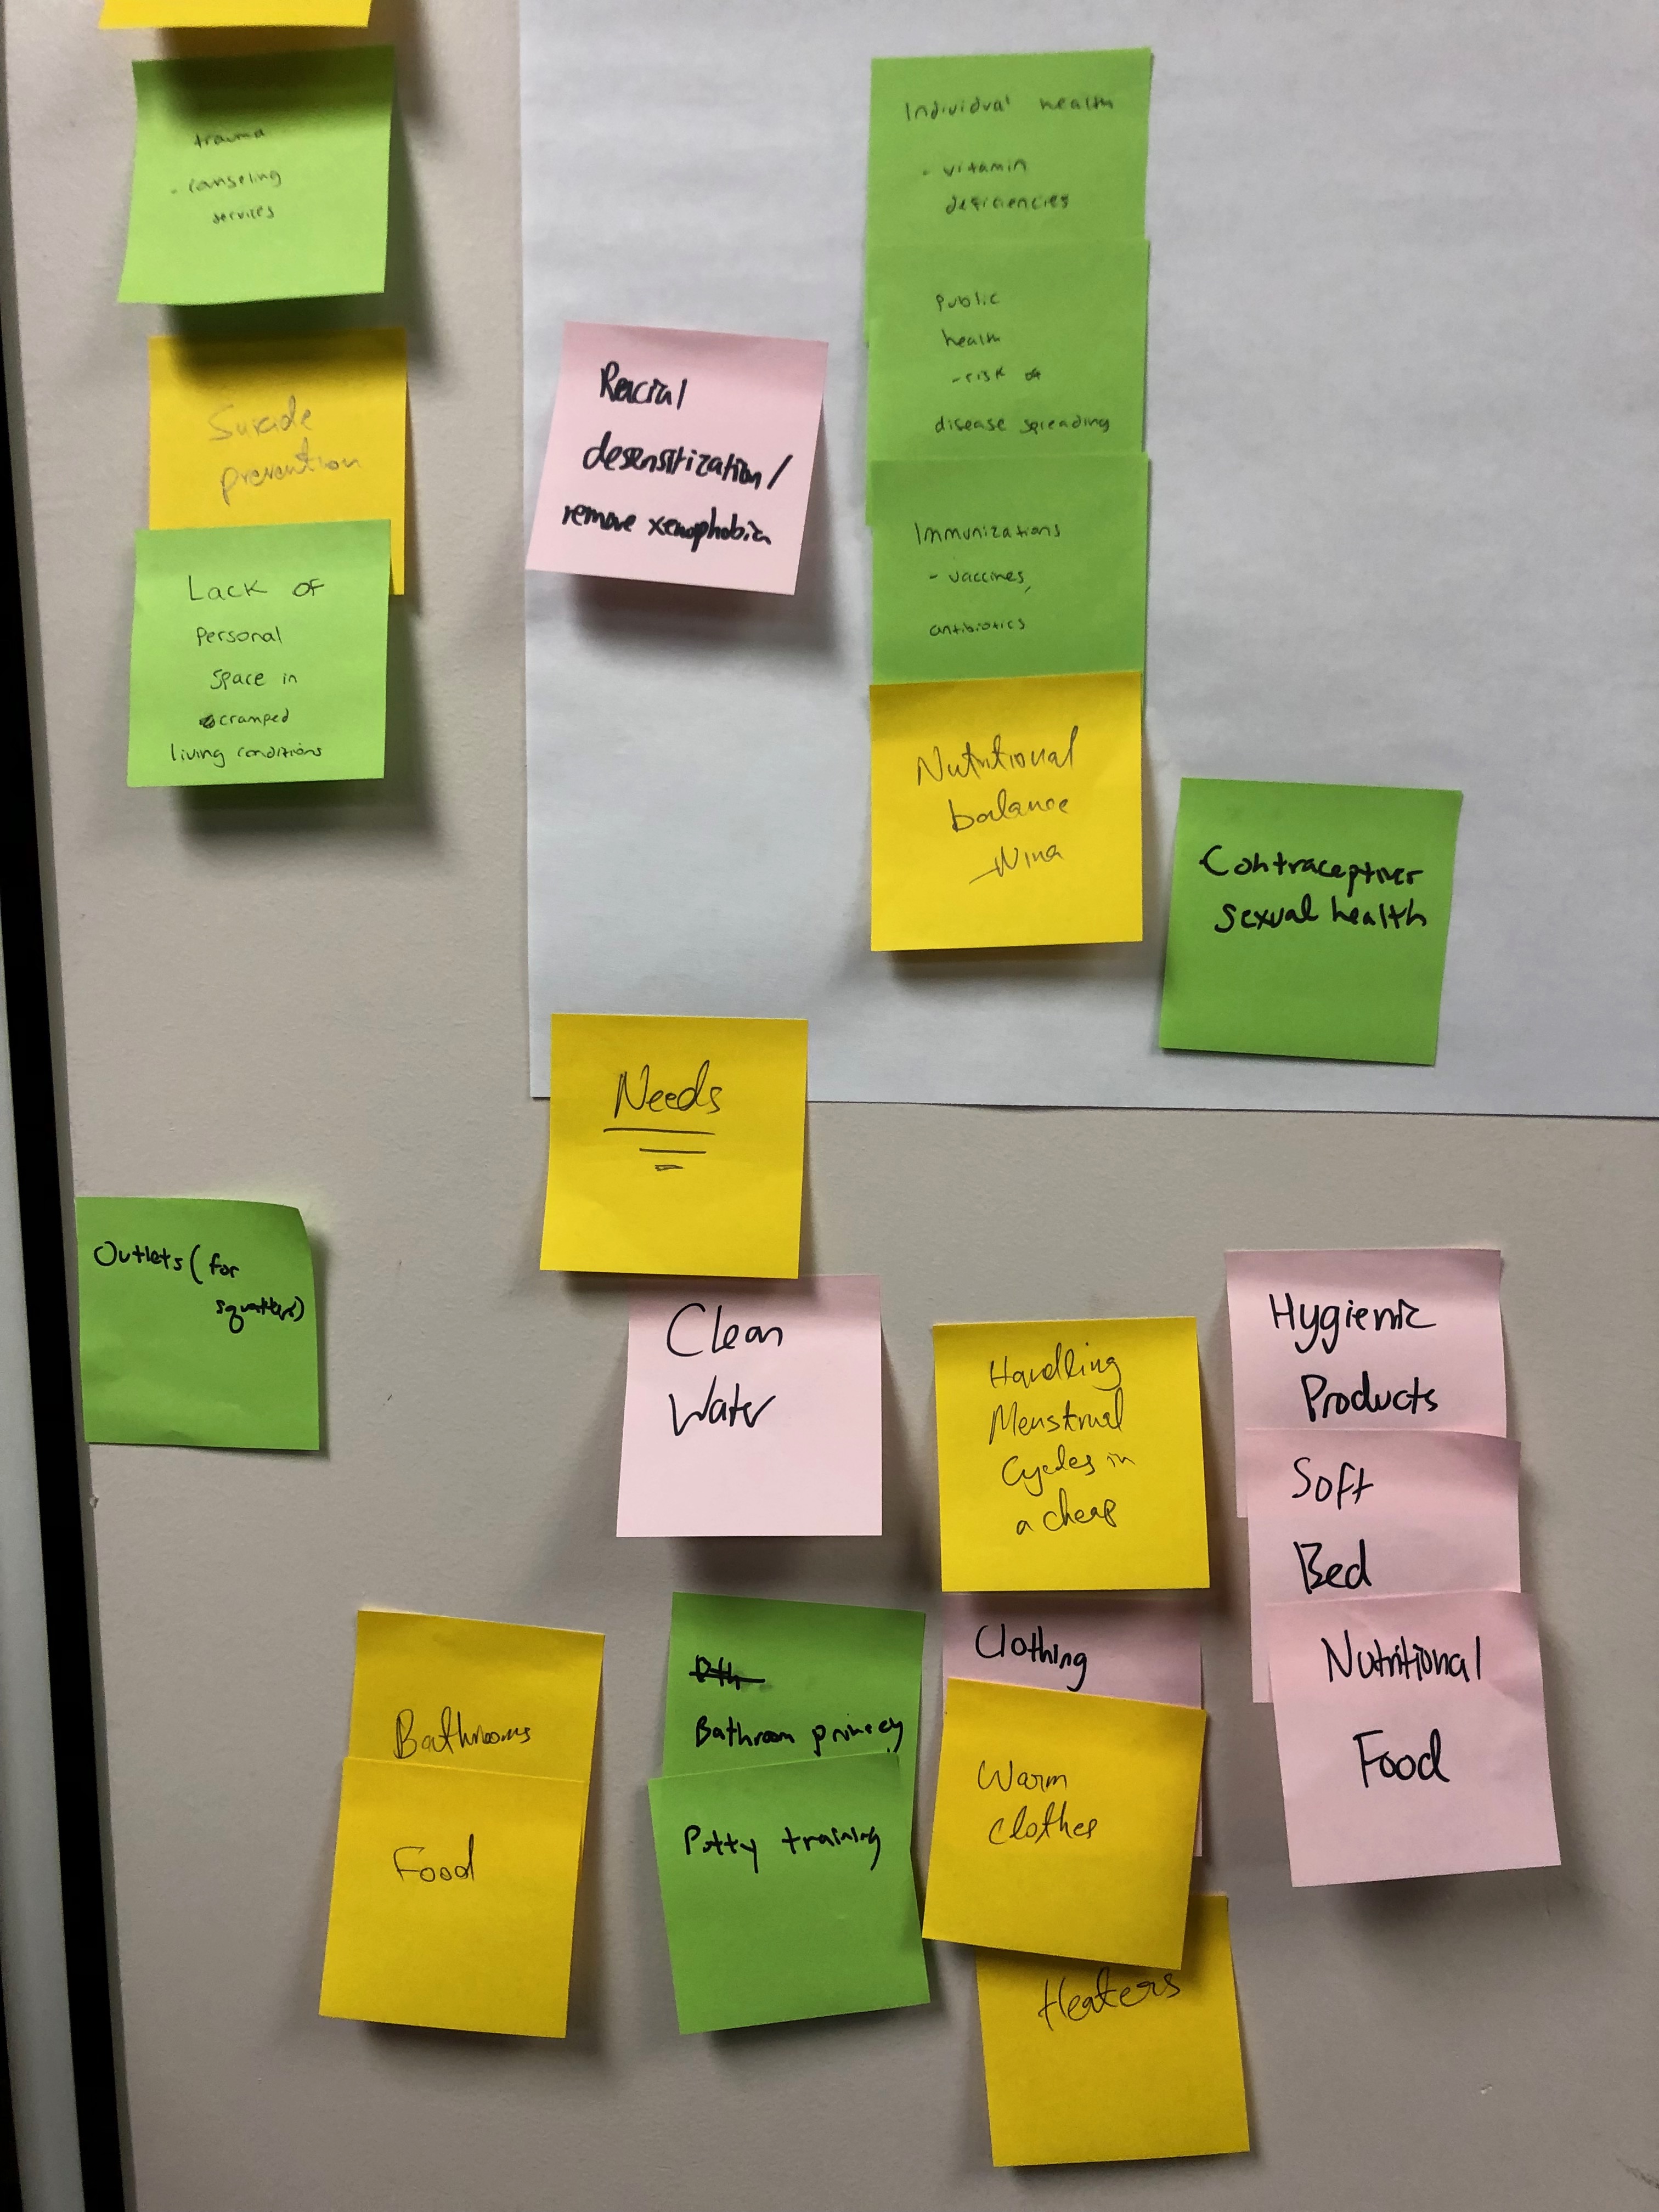 trauma
- conseling
services
Suicide
prevention
Lack of
personal
space in
cramped
living conditions
Racial
desensitization/
remove xenophobia
Individual health
- vitamin
deficiencies
public
health
- risk of
disease spreading
Immunizations
- vaccines,
antibiotics
Nutritional
balance
-Nina
Contraceptives
sexual health
Needs
Outlets (for
squatters)
Clean
Water
Handling
Menstrual
Cycles in
a cheap
Hygienic
Products
Soft
Bed
Nutritional
Food
Clothing
Warm
clothes
Heaters
Bathroom privacy
Potty training
Bathrooms
Food